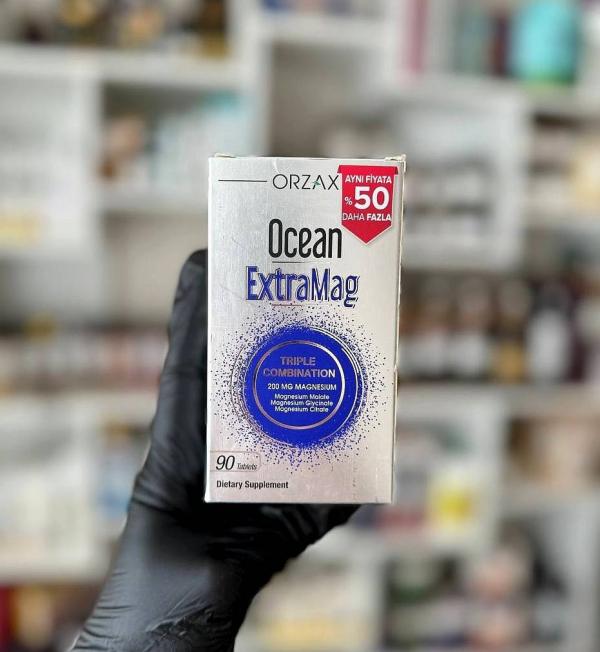 ORZAX
AYNI FİYATA
%50
DAHA FAZLA
Ocean
ExtraMag
TRIPLE
COMBINATION
200 MG MAGNESIUM
Magnesium Malate
Magnesium Glycinate
Magnesium Citrate
90 Tablets
Dietary Supplement